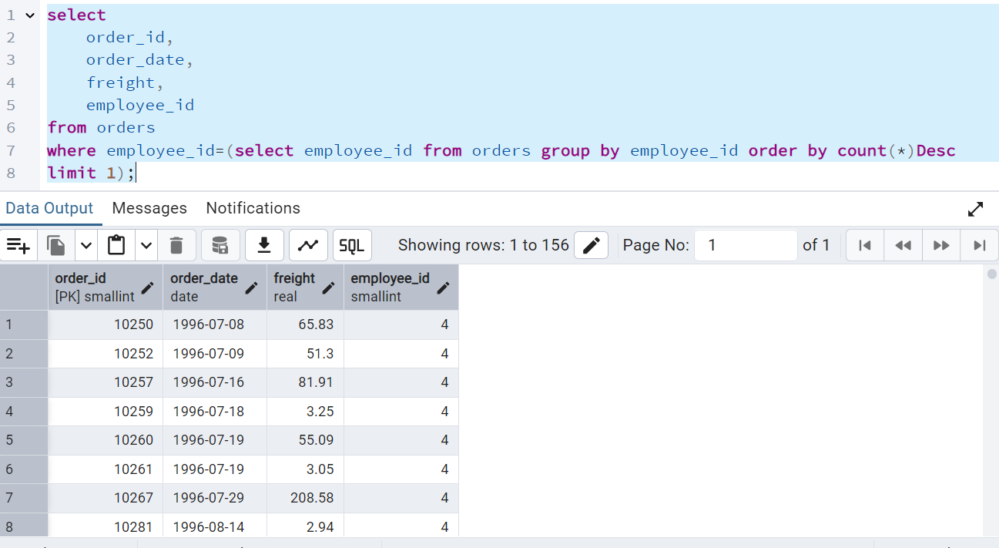 1 select
2 order_id,
3 order_date,
4 freight,
5 employee_id
6 from orders
7 where employee_id=(select employee_id from orders group by employee_id order by count(*)Desc
8 limit 1);
Data Output Messages Notifications
SQL Showing rows: 1 to 156 Page No: 1 of 1
order_id order_date freight employee_id
[PK] smallint date real smallint
1 10250 1996-07-08 65.83 4
2 10252 1996-07-09 51.3 4
3 10257 1996-07-16 81.91 4
4 10259 1996-07-18 3.25 4
5 10260 1996-07-19 55.09 4
6 10261 1996-07-19 3.05 4
7 10267 1996-07-29 208.58 4
8 10281 1996-08-14 2.94 4